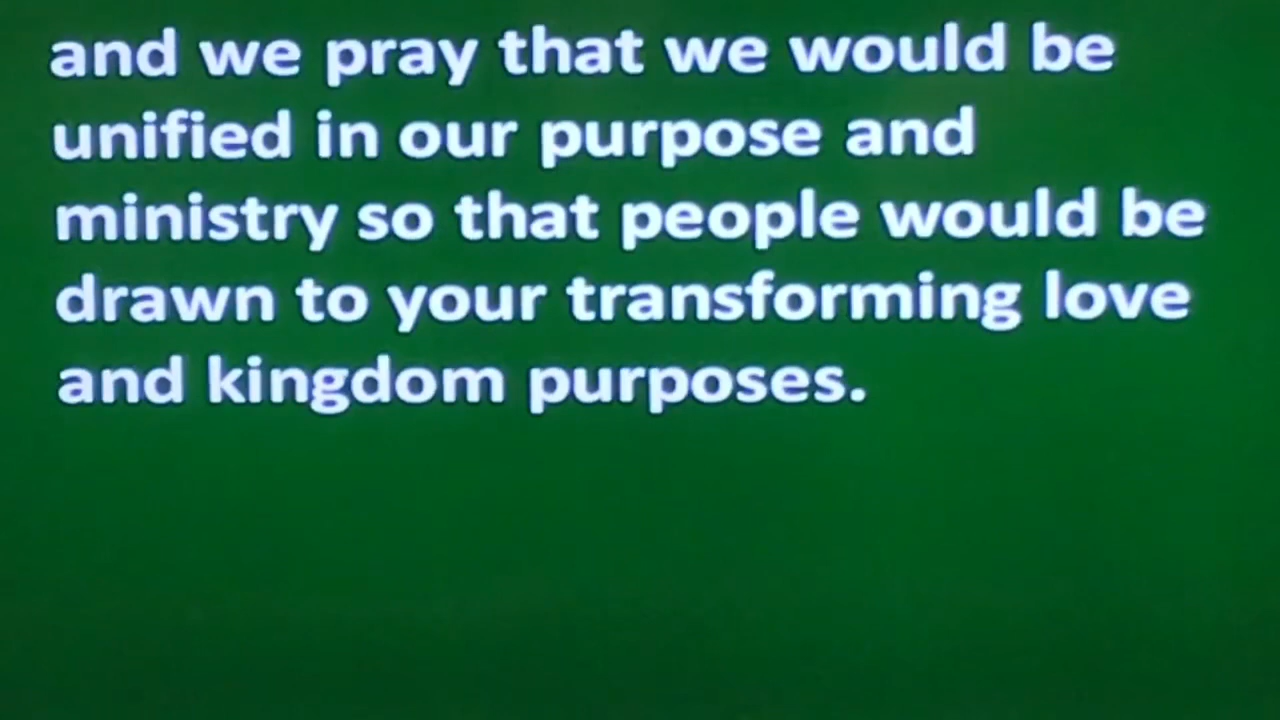 and we pray that we would be
unified in our purpose and
ministry so that people would be
drawn to your transforming love
and kingdom purposes.